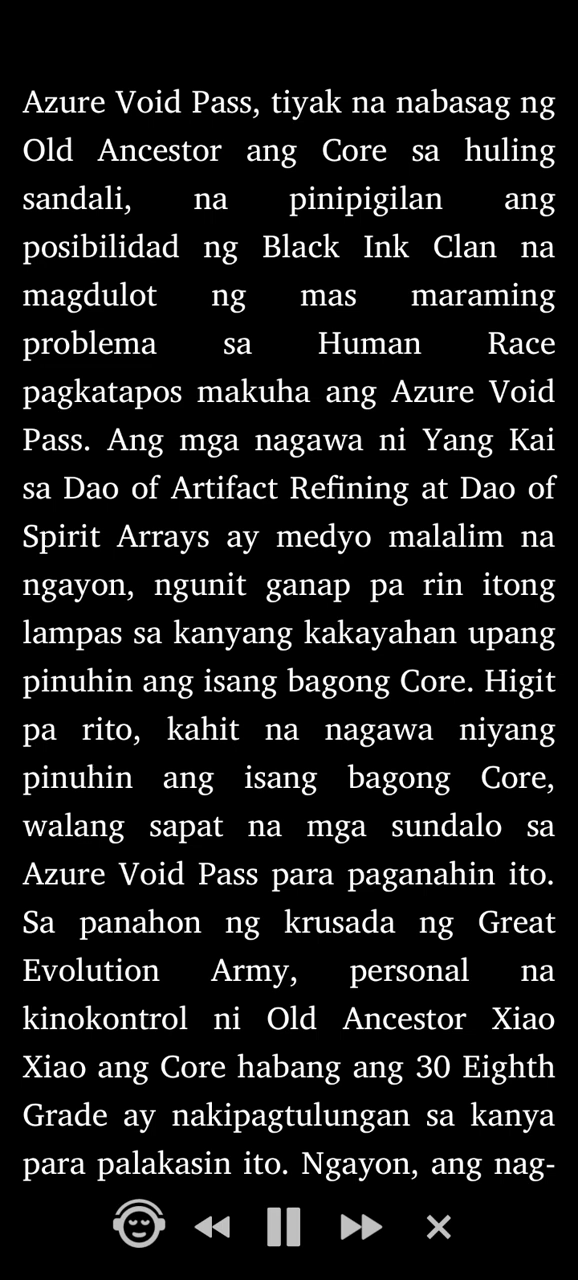 Azure Void Pass, tiyak na nabasag ng
Old Ancestor ang Core sa huling
sandali, na pinipigilan ang
posibilidad ng Black Ink Clan na
magdulot ng mas maraming
problema sa Human Race
pagkatapos makuha ang Azure Void
Pass. Ang mga nagawa ni Yang Kai
sa Dao of Artifact Refining at Dao of
Spirit Arrays ay medyo malalim na
ngayon, ngunit ganap pa rin itong
lampas sa kanyang kakayahan upang
pinuhin ang isang bagong Core. Higit
pa rito, kahit na nagawa niyang
pinuhin ang isang bagong Core,
walang sapat na mga sundalo sa
Azure Void Pass para paganahin ito.
Sa panahon ng krusada ng Great
Evolution Army, personal na
kinokontrol ni Old Ancestor Xiao
Xiao ang Core habang ang 30 Eighth
Grade ay nakipagtulungan sa kanya
para palakasin ito. Ngayon, ang nag-